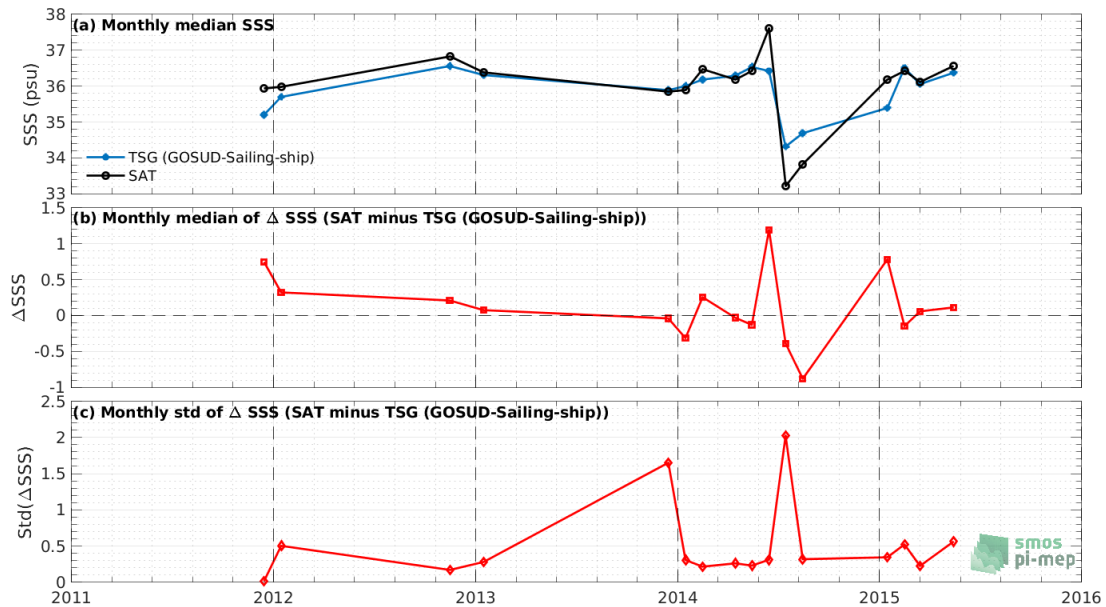 (a) Monthly median SSS
38
37
36
35
34
33
SSS (psu)
TSG (GOSUD-Sailing-ship)
SAT
(b) Monthly median of Δ SSS (SAT minus TSG (GOSUD-Sailing-ship))
1.5
1
0.5
0
-0.5
-1
ΔSSS
(c) Monthly std of Δ SSS (SAT minus TSG (GOSUD-Sailing-ship))
2.5
2
1.5
1
0.5
0
Std(ΔSSS)
smos
pi-mep
2011 2012 2013 2014 2015 2016